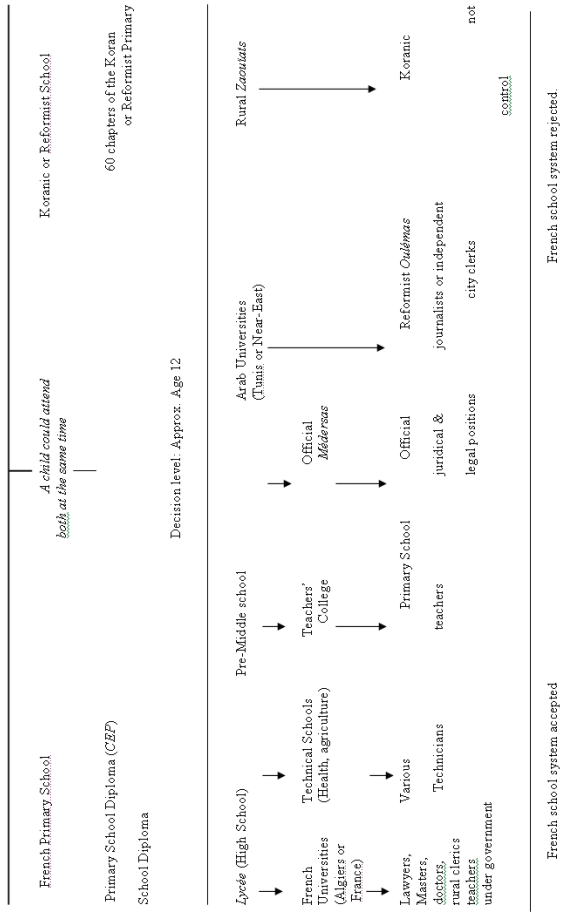 French Primary School A child could attend Koranic or Reformist School
both at the same time
Primary School Diploma (CEP) 60 chapters of the Koran
or Reformist Primary
School Diploma
Decision level: Approx. Age 12
Lycée (High School) Pre-Middle school Arab Universities Rural Zaouiats
(Tunis or Near-East)
French Technical Schools Teachers' Official
Universities (Health, agriculture) College Médersas
(Algiers or
France)
Lawyers, Various Primary School Official Reformist Oulémas Koranic
Masters,
doctors, Technicians teachers juridical & journalists or independent
rural clerics
teachers legal positions city clerks not
under government
control
French school system accepted French school system rejected.